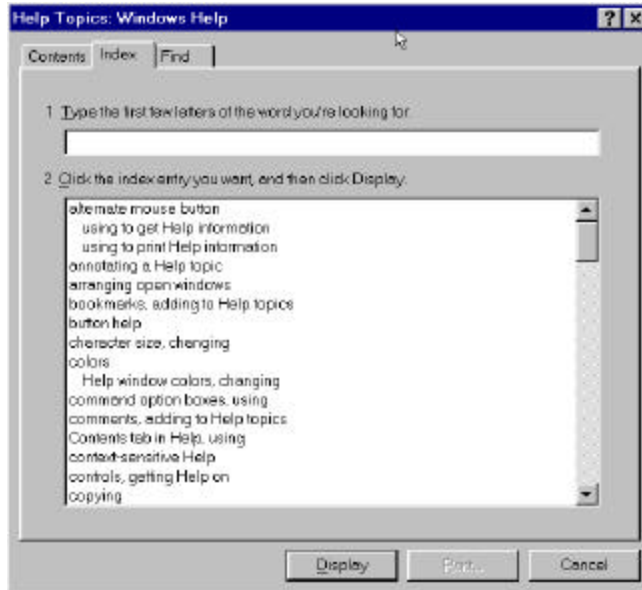 Help Topics: Windows Help
Contents Index Find
1 Type the first few letters of the word you're looking for.
2 Click the index entry you want, and then click Display.
alternate mouse button
using to get Help information
using to print Help information
annotating a Help topic
arranging open windows
bookmarks, adding to Help topics
button help
character size, changing
colors
Help window colors, changing
command option boxes, using
comments, adding to Help topics
Contents tab in Help, using
context-sensitive Help
controls, getting Help on
copying
Display Print... Cancel